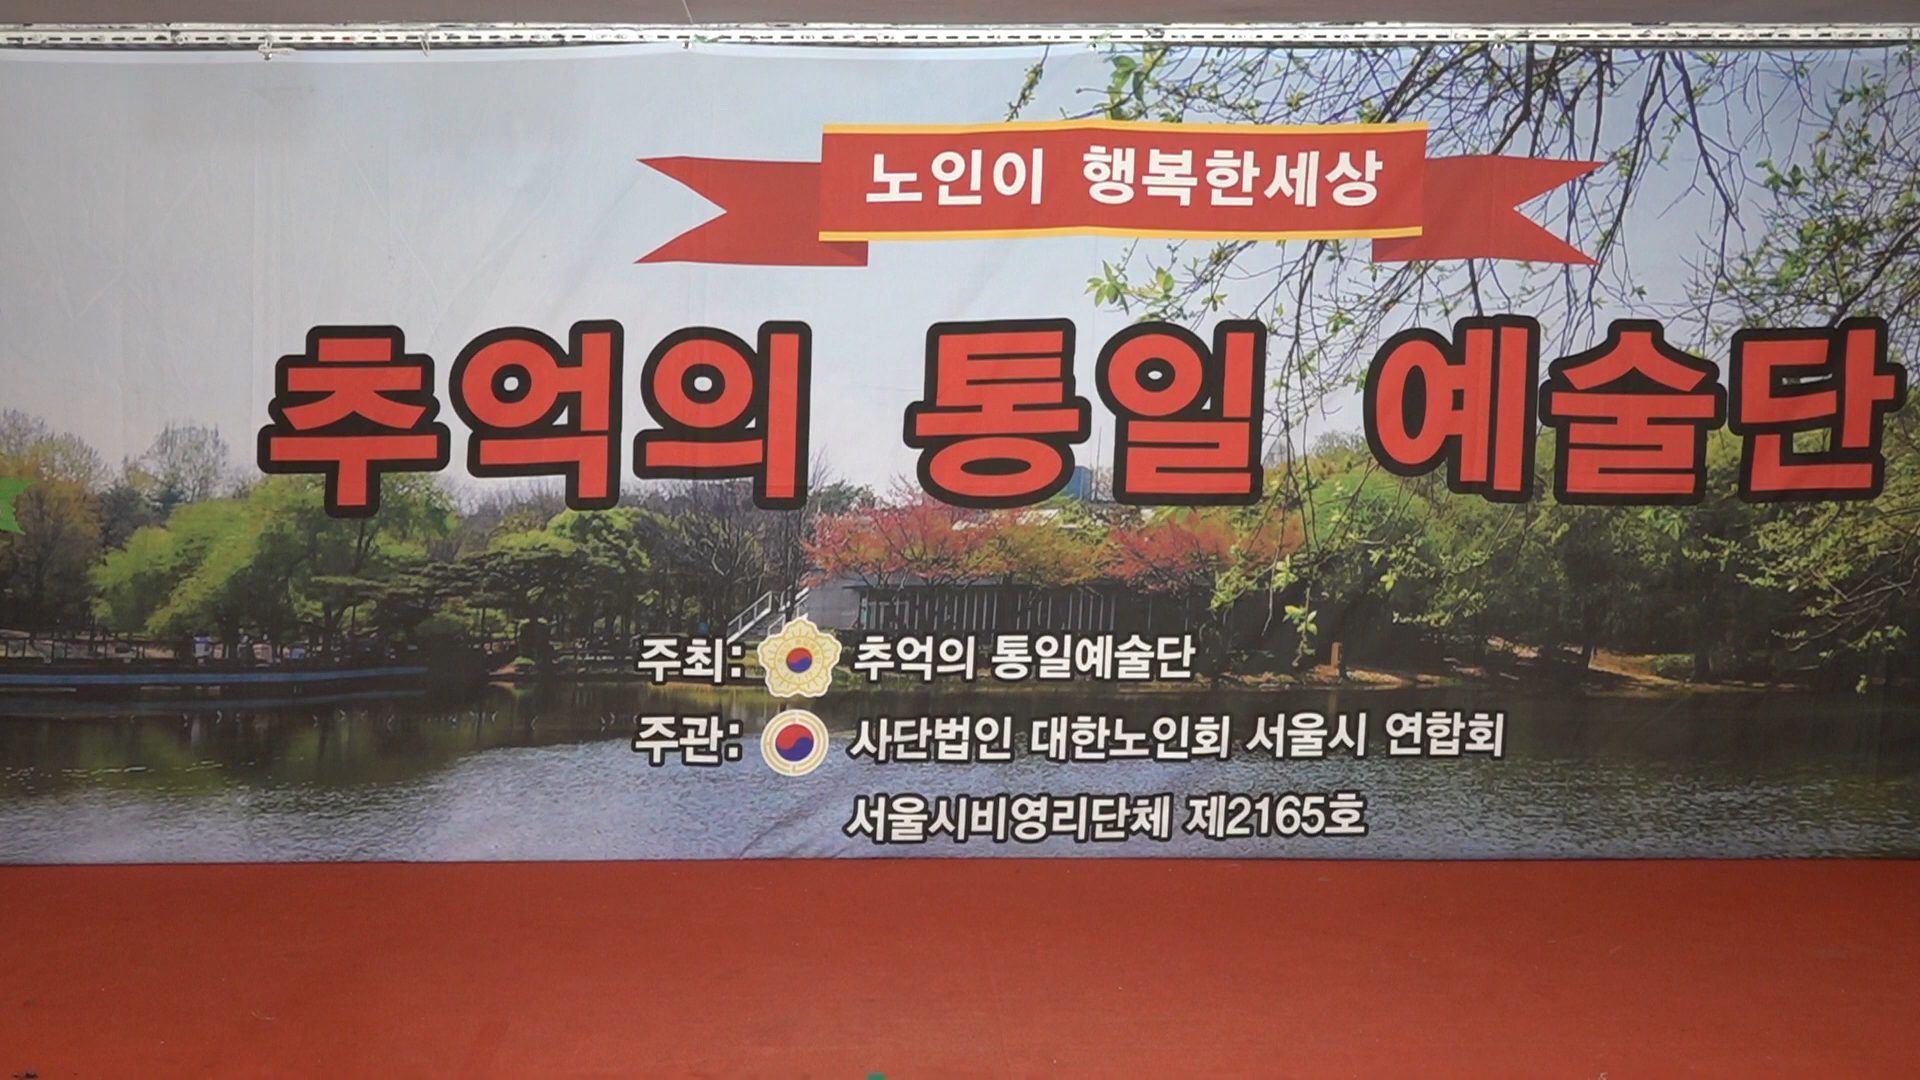 노인이 행복한세상
추억의 통일 예술단
주최: 추억의 통일예술단
주관: 사단법인 대한노인회 서울시 연합회
서울시비영리단체 제2165호